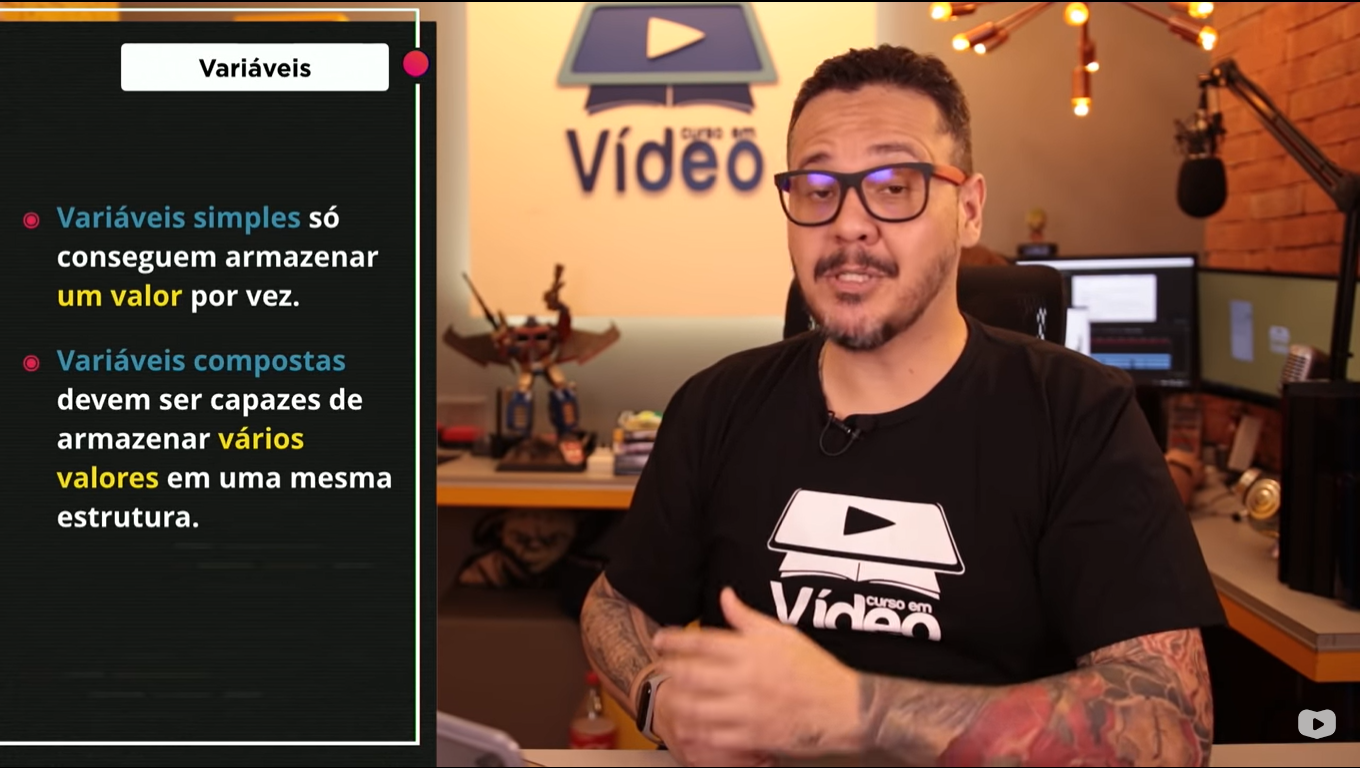 Variáveis
Variáveis simples só
conseguem armazenar
um valor por vez.
Variáveis compostas
devem ser capazes de
armazenar vários
valores em uma mesma
estrutura.
curso em
Vídeo
curso em
Vídeo